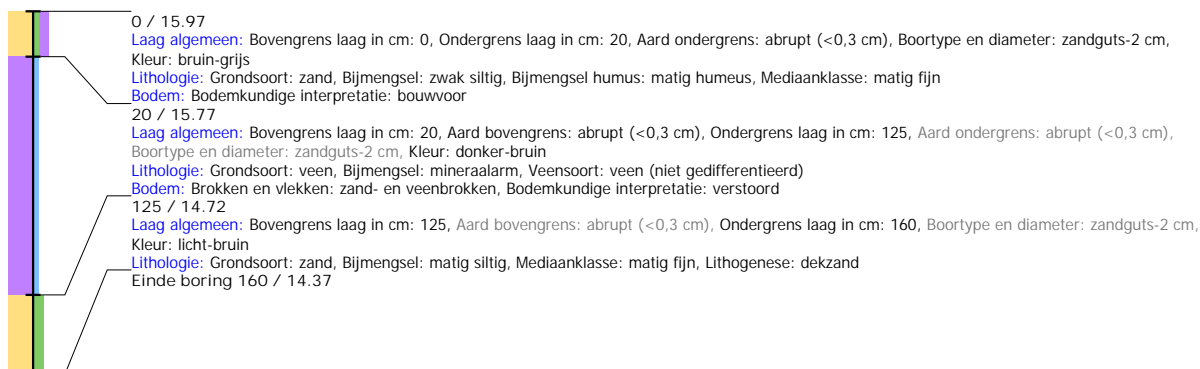 0 / 15.97
Laag algemeen: Bovengrens laag in cm: 0, Ondergrens laag in cm: 20, Aard ondergrens: abrupt (<0,3 cm), Boortype en diameter: zandguts-2 cm,
Kleur: bruin-grijs
Lithologie: Grondsoort: zand, Bijmengsel: zwak siltig, Bijmengsel humus: matig humeus, Mediaanklasse: matig fijn
Bodem: Bodemkundige interpretatie: bouwvoor
20 / 15.77
Laag algemeen: Bovengrens laag in cm: 20, Aard bovengrens: abrupt (<0,3 cm), Ondergrens laag in cm: 125, Aard ondergrens: abrupt (<0,3 cm),
Boortype en diameter: zandguts-2 cm, Kleur: donker-bruin
Lithologie: Grondsoort: veen, Bijmengsel: mineraalarm, Veensoort: veen (niet gedifferentieerd)
Bodem: Brokken en vlekken: zand- en veenbrokken, Bodemkundige interpretatie: verstoord
125 / 14.72
Laag algemeen: Bovengrens laag in cm: 125, Aard bovengrens: abrupt (<0,3 cm), Ondergrens laag in cm: 160, Boortype en diameter: zandguts-2 cm,
Kleur: licht-bruin
Lithologie: Grondsoort: zand, Bijmengsel: matig siltig, Mediaanklasse: matig fijn, Lithogenese: dekzand
Einde boring 160 / 14.37